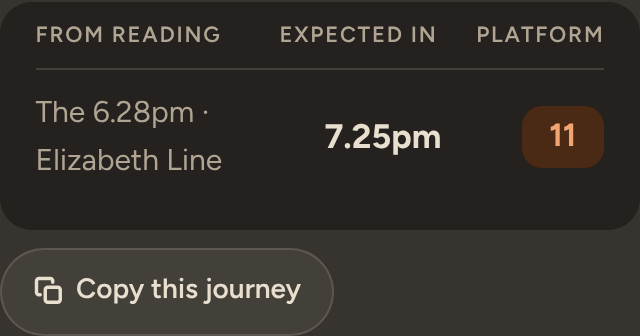 FROM READING EXPECTED IN PLATFORM
The 6.28pm ·
Elizabeth Line
7.25pm
11
Copy this journey